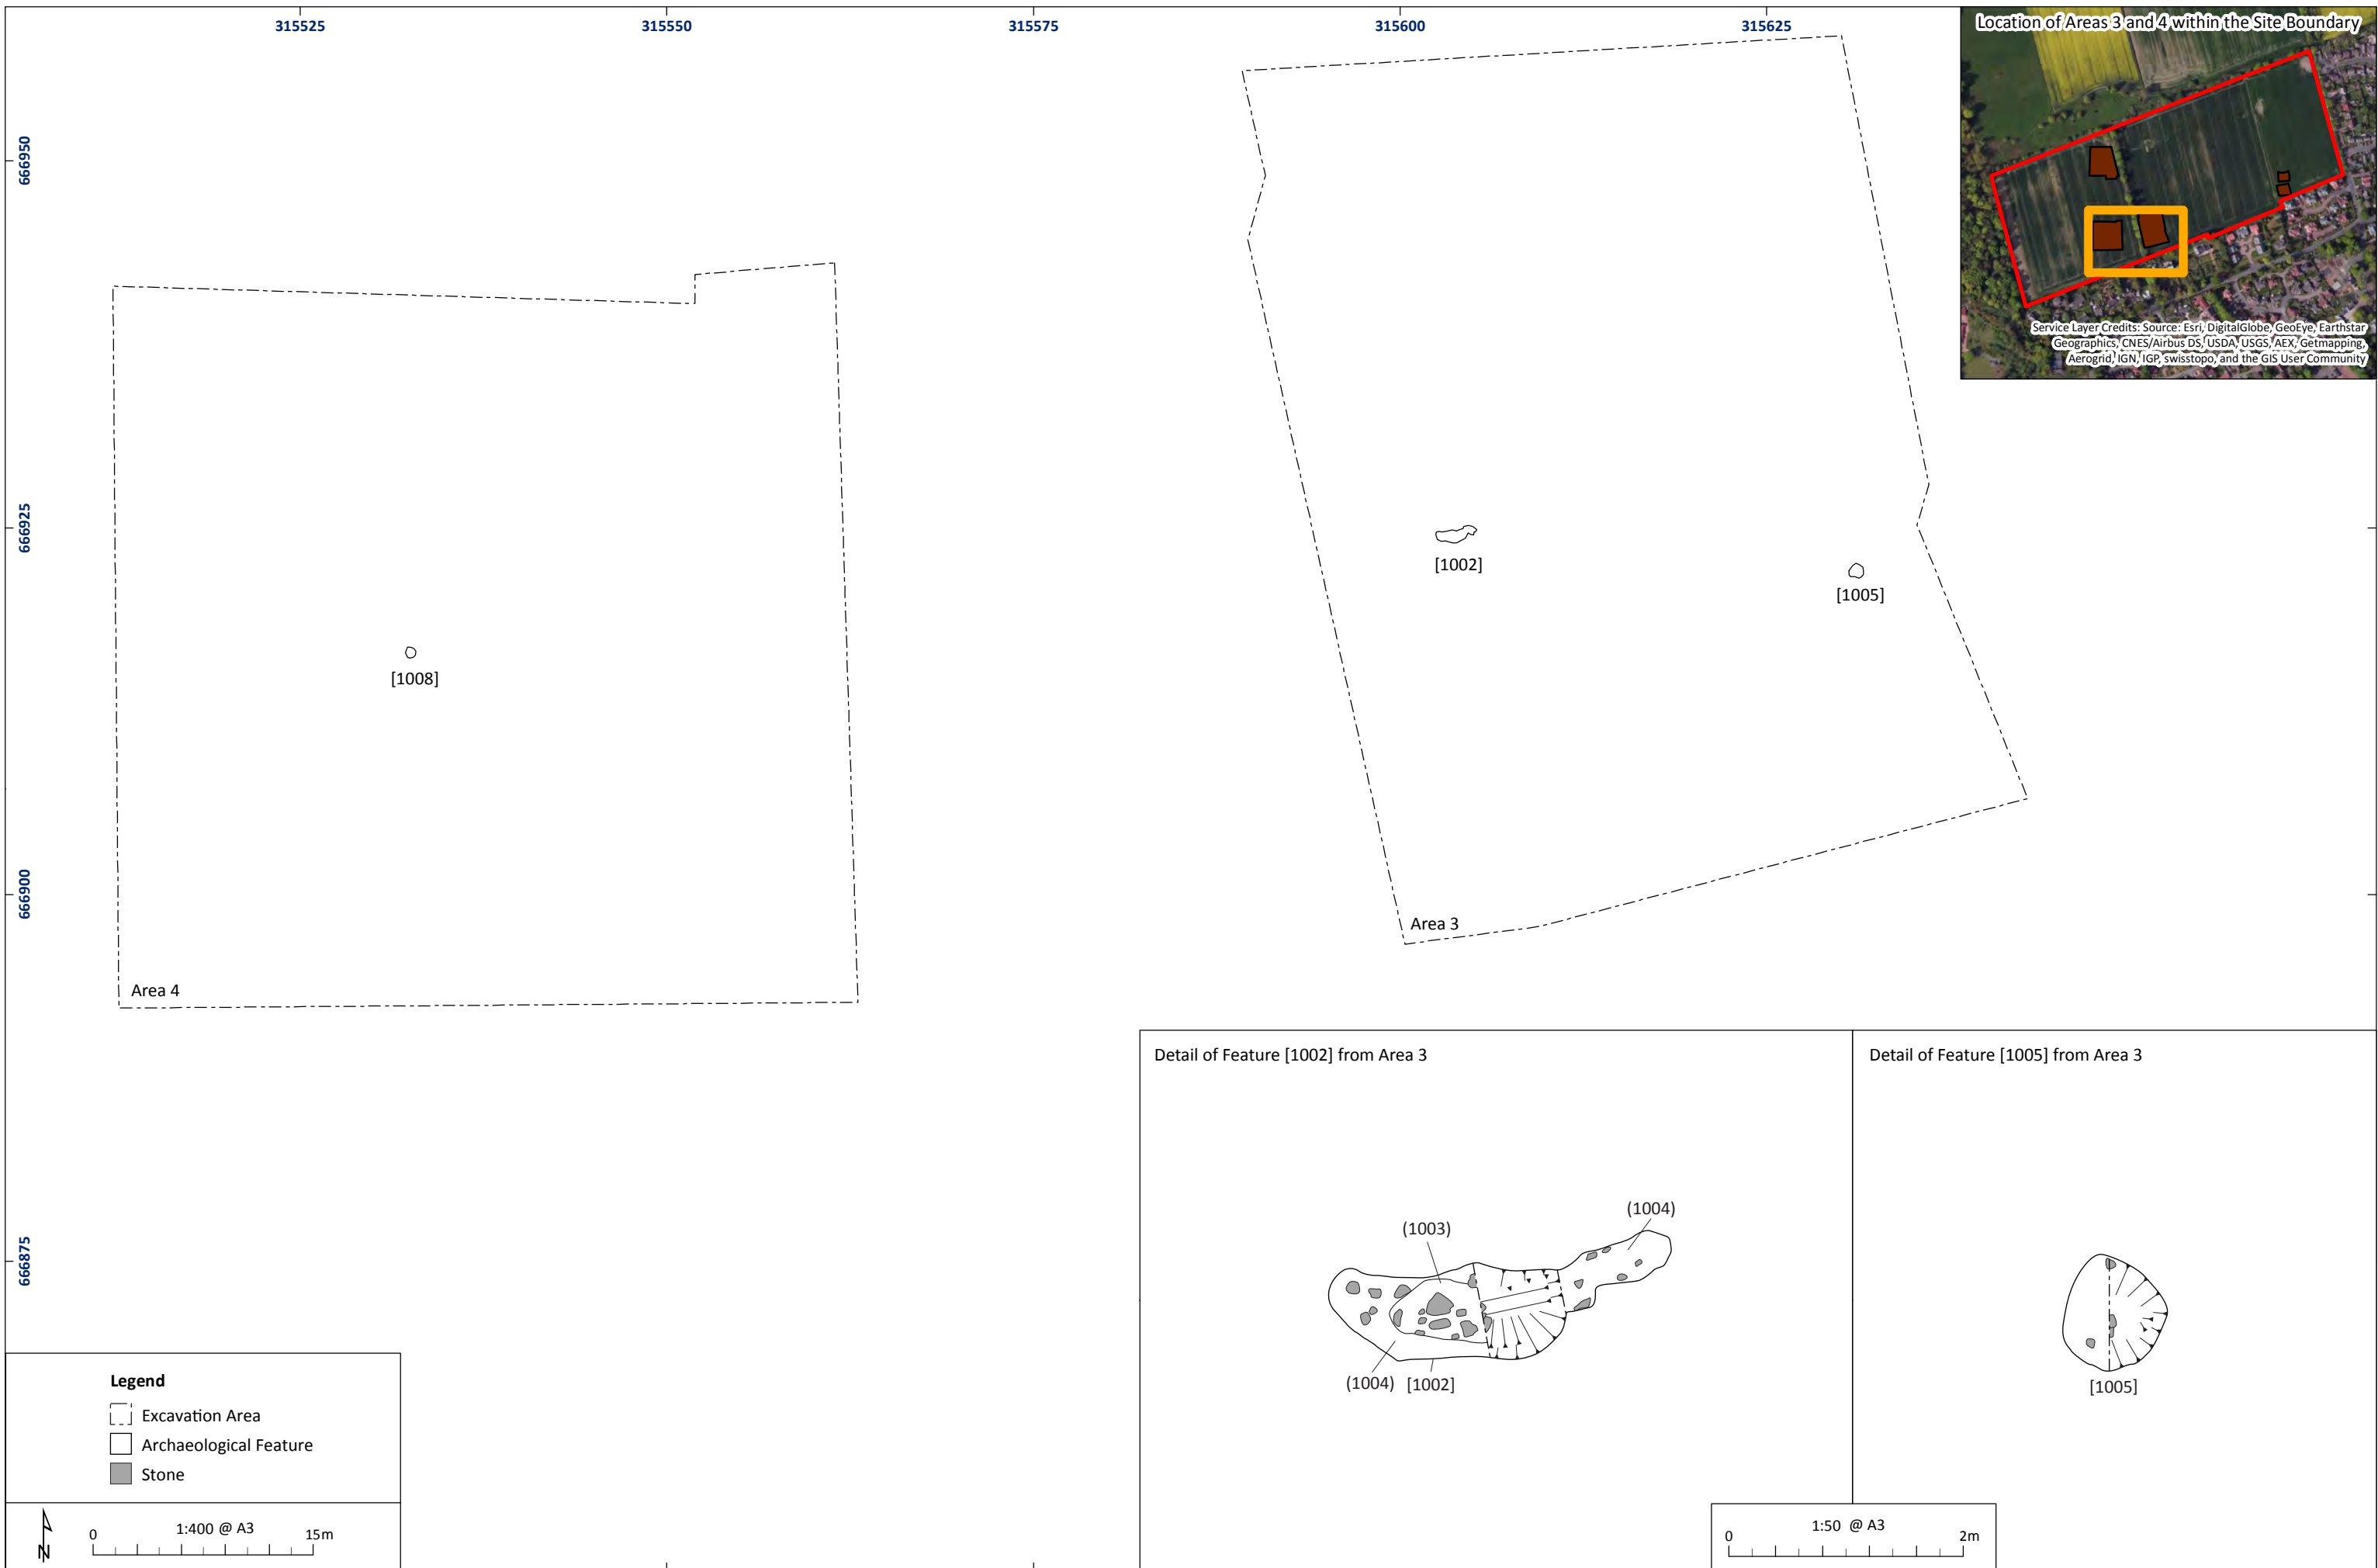 315525
315550
315575
315600
315625
Location of Areas 3 and 4 within the Site Boundary
Service Layer Credits: Source: Esri, DigitalGlobe, GeoEye, Earthstar
Geographics, CNES/Airbus DS, USDA, USGS, AEX, Getmapping,
Aerogrid, IGN, IGP, swisstopo, and the GIS User Community
666950
666925
666900
666875
[1002]
[1005]
[1008]
Area 3
Area 4
Detail of Feature [1002] from Area 3
(1004)
(1003)
(1004) [1002]
Detail of Feature [1005] from Area 3
[1005]
Legend
Excavation Area
Archaeological Feature
Stone
N
0 1:400 @ A3 15m
0 1:50 @ A3 2m